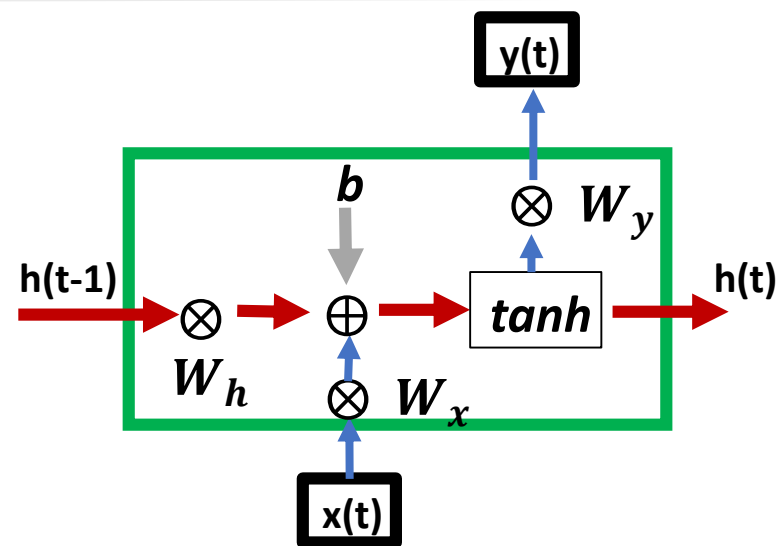 y(t)
b
W_y
h(t-1)
h(t)
tanh
W_h
W_x
x(t)